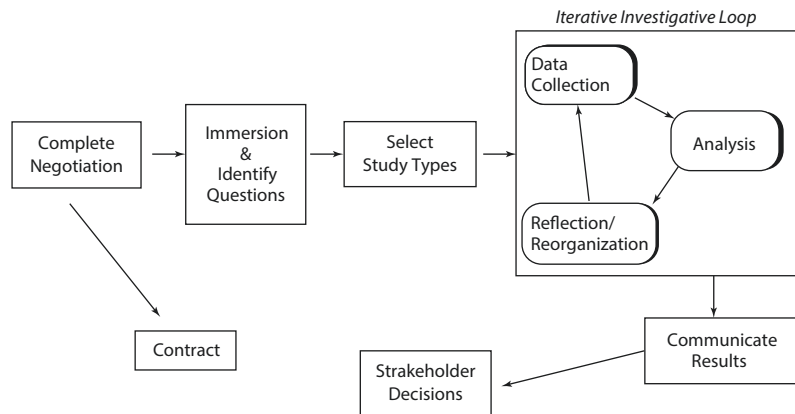 Iterative Investigative Loop
Data
Collection
Analysis
Reflection/
Reorganization
Complete
Negotiation
Immersion
&
Identify
Questions
Select
Study Types
Contract
Communicate
Results
Strakeholder
Decisions